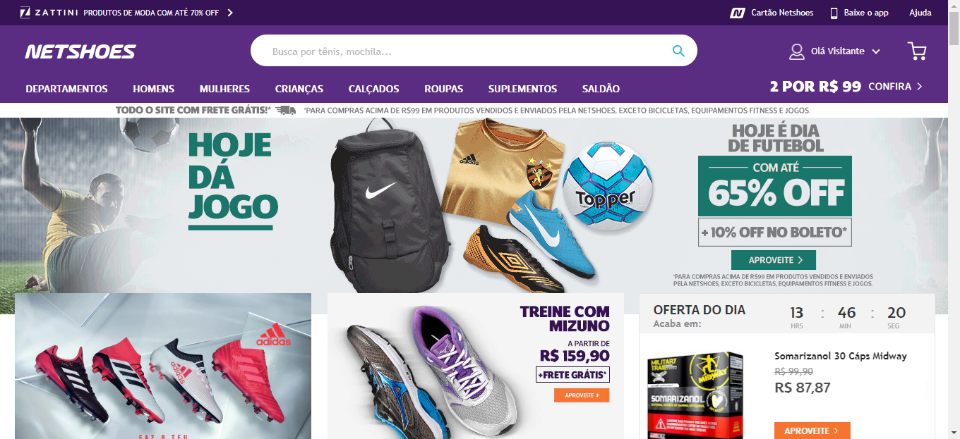 ZATTINI PRODUTOS DE MODA COM ATÉ 70% OFF
Cartão Netshoes
Baixe o app
Ajuda
NETSHOES
Busca por tênis, mochila...
Olá Visitante
DEPARTAMENTOS HOMENS MULHERES CRIANÇAS CALÇADOS ROUPAS SUPLEMENTOS SALDÃO
2 POR R$ 99 CONFIRA
TODO O SITE COM FRETE GRÁTIS!* *PARA COMPRAS ACIMA DE R$99 EM PRODUTOS VENDIDOS E ENVIADOS PELA NETSHOES. EXCETO BICICLETAS, EQUIPAMENTOS FITNESS E JOGOS.
HOJE
DÁ
JOGO
adidas
Topper
HOJE É DIA
DE FUTEBOL
COM ATÉ
65% OFF
+ 10% OFF NO BOLETO*
APROVEITE
*PARA COMPRAS ACIMA DE R$99 EM PRODUTOS VENDIDOS E ENVIADOS
PELA NETSHOES. EXCETO BICICLETAS, EQUIPAMENTOS FITNESS E JOGOS.
adidas
TREINE COM
MIZUNO
A PARTIR DE
R$ 159,90
+FRETE GRÁTIS*
APROVEITE
OFERTA DO DIA
Acaba em:
13 : 46 : 20
HRS MIN SEG
MILITARY
TRAIL
MIDWAY
SOMARIZANOL
Somarizanol 30 Cáps Midway
R$ 99,90
R$ 87,87
APROVEITE